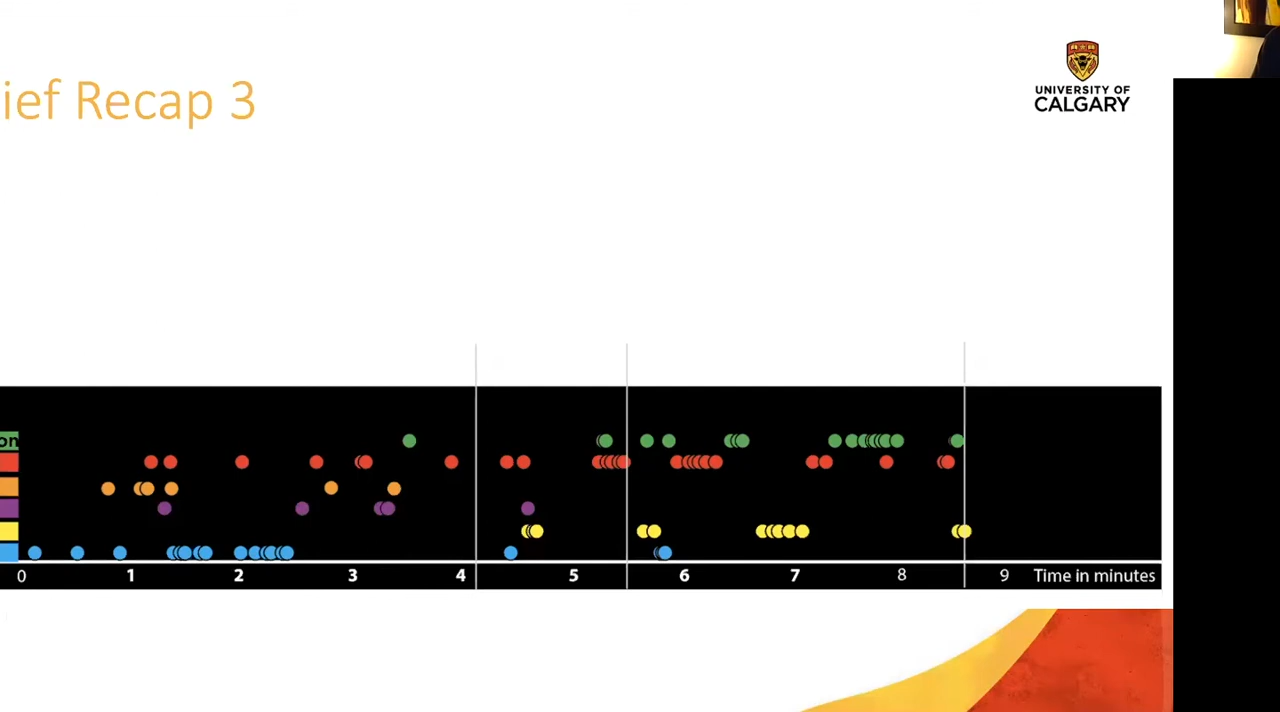 ief Recap 3
UNIVERSITY OF
CALGARY
on
0 1 2 3 4 5 6 7 8 9 Time in minutes